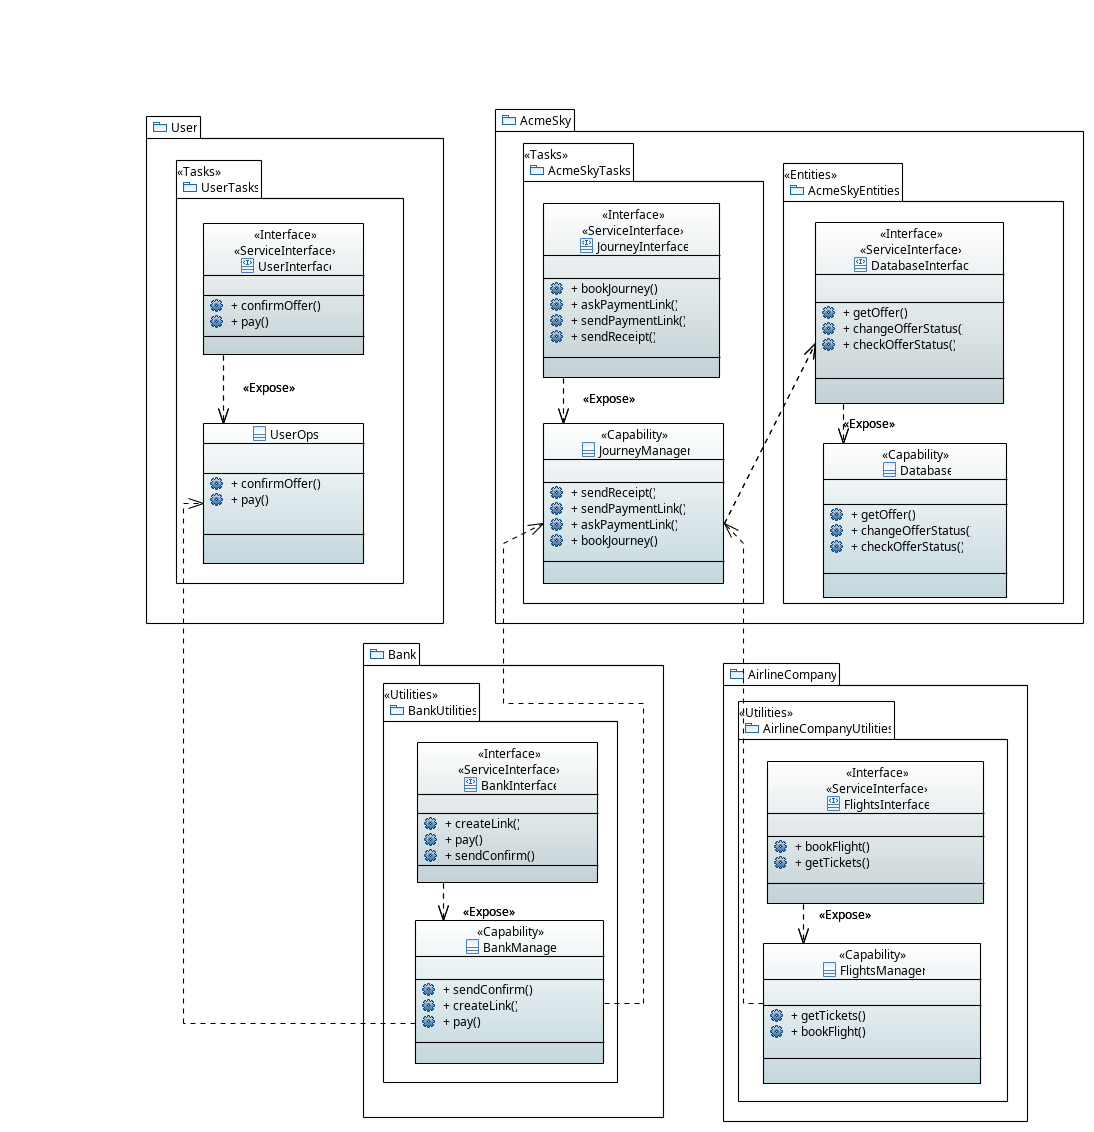 User
«Tasks»
UserTasks
«Interface»
«ServiceInterface»
UserInterface
+ confirmOffer()
+ pay()
«Expose»
UserOps
+ confirmOffer()
+ pay()
AcmeSky
«Tasks»
AcmeSkyTasks
«Interface»
«ServiceInterface»
JourneyInterface
+ bookJourney()
+ askPaymentLink()
+ sendPaymentLink()
+ sendReceipt()
«Expose»
«Capability»
JourneyManager
+ sendReceipt()
+ sendPaymentLink()
+ askPaymentLink()
+ bookJourney()
«Entities»
AcmeSkyEntities
«Interface»
«ServiceInterface»
DatabaseInterfac
+ getOffer()
+ changeOfferStatus(
+ checkOfferStatus()
«Expose»
«Capability»
Database
+ getOffer()
+ changeOfferStatus(
+ checkOfferStatus()
Bank
«Utilities»
BankUtilities
«Interface»
«ServiceInterface»
BankInterface
+ createLink()
+ pay()
+ sendConfirm()
«Expose»
«Capability»
BankManage
+ sendConfirm()
+ createLink()
+ pay()
AirlineCompany
«Utilities»
AirlineCompanyUtilities
«Interface»
«ServiceInterface»
FlightsInterface
+ bookFlight()
+ getTickets()
«Expose»
«Capability»
FlightsManager
+ getTickets()
+ bookFlight()